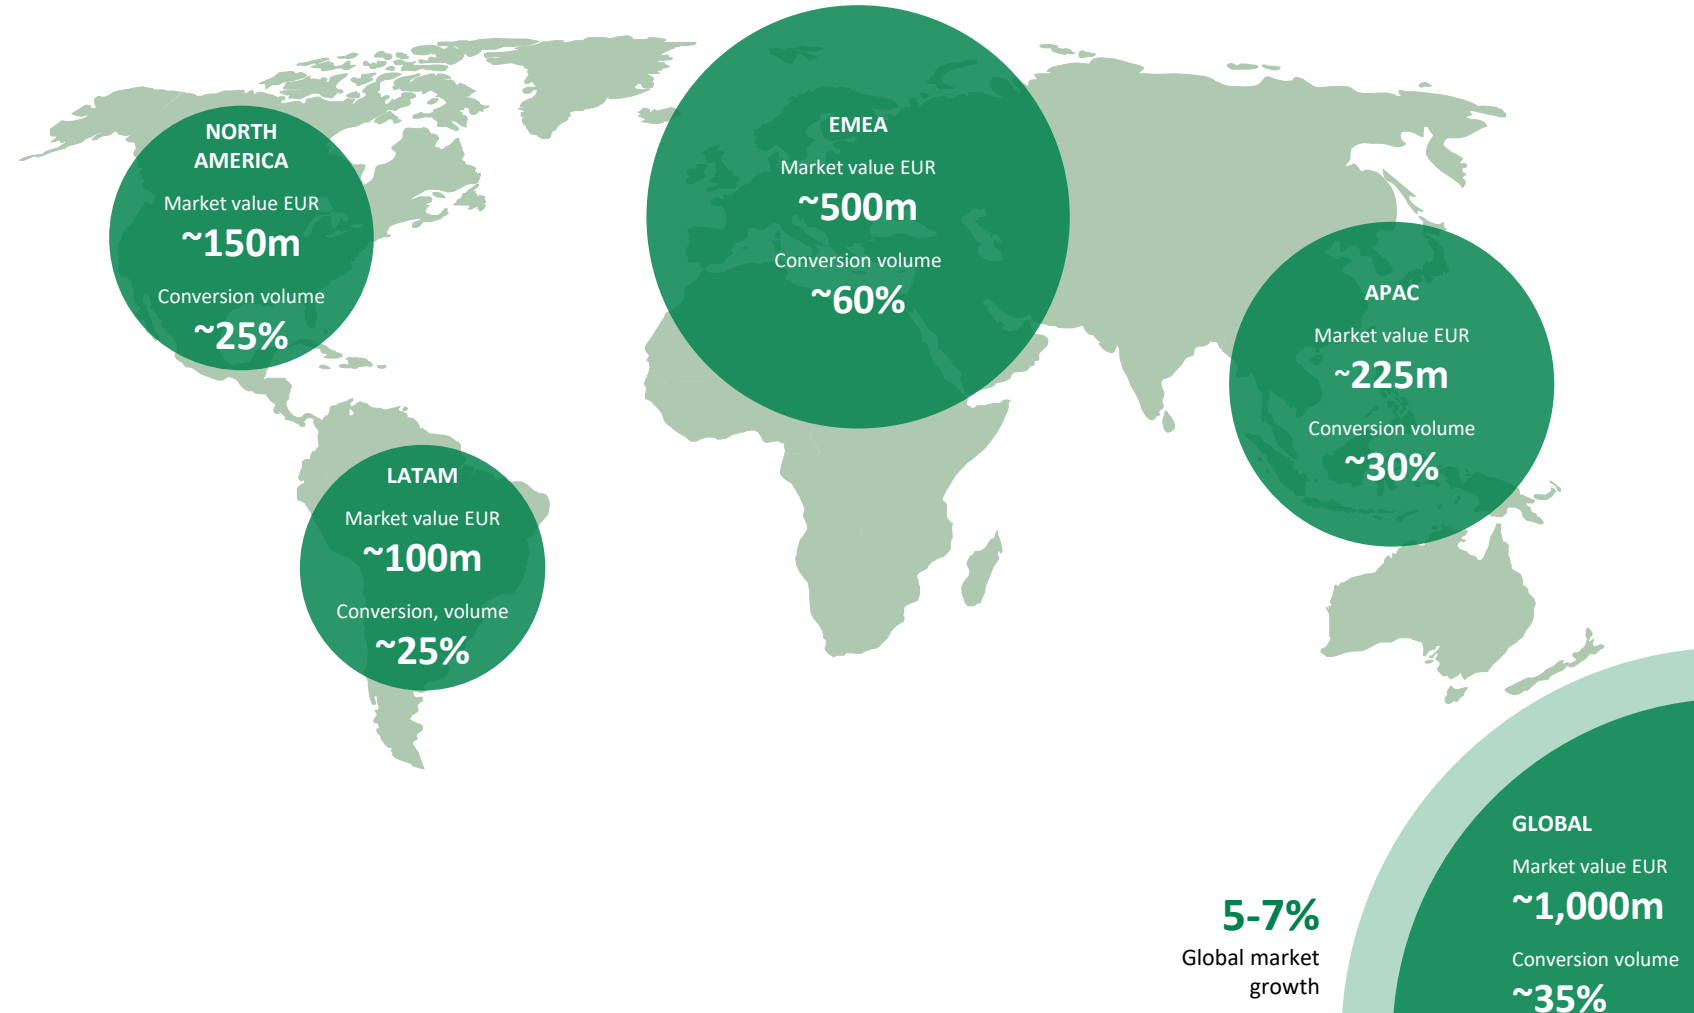 NORTH
AMERICA
Market value EUR
~150m
Conversion volume
~25%
EMEA
Market value EUR
~500m
Conversion volume
~60%
APAC
Market value EUR
~225m
Conversion volume
~30%
LATAM
Market value EUR
~100m
Conversion, volume
~25%
5-7%
Global market
growth
GLOBAL
Market value EUR
~1,000m
Conversion volume
~35%